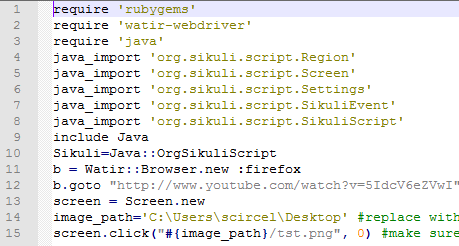 1 require 'rubygems'
2 require 'watir-webdriver'
3 require 'java'
4 java_import 'org.sikuli.script.Region'
5 java_import 'org.sikuli.script.Screen'
6 java_import 'org.sikuli.script.Settings'
7 java_import 'org.sikuli.script.SikuliEvent'
8 java_import 'org.sikuli.script.SikuliScript'
9 include Java
10 Sikuli=Java::OrgSikuliScript
11 b = Watir::Browser.new :firefox
12 b.goto "http://www.youtube.com/watch?v=5IdcV6eZVwI"
13 screen = Screen.new
14 image_path='C:\Users\scircel\Desktop' #replace with
15 screen.click("#{image_path}/tst.png", 0) #make sure